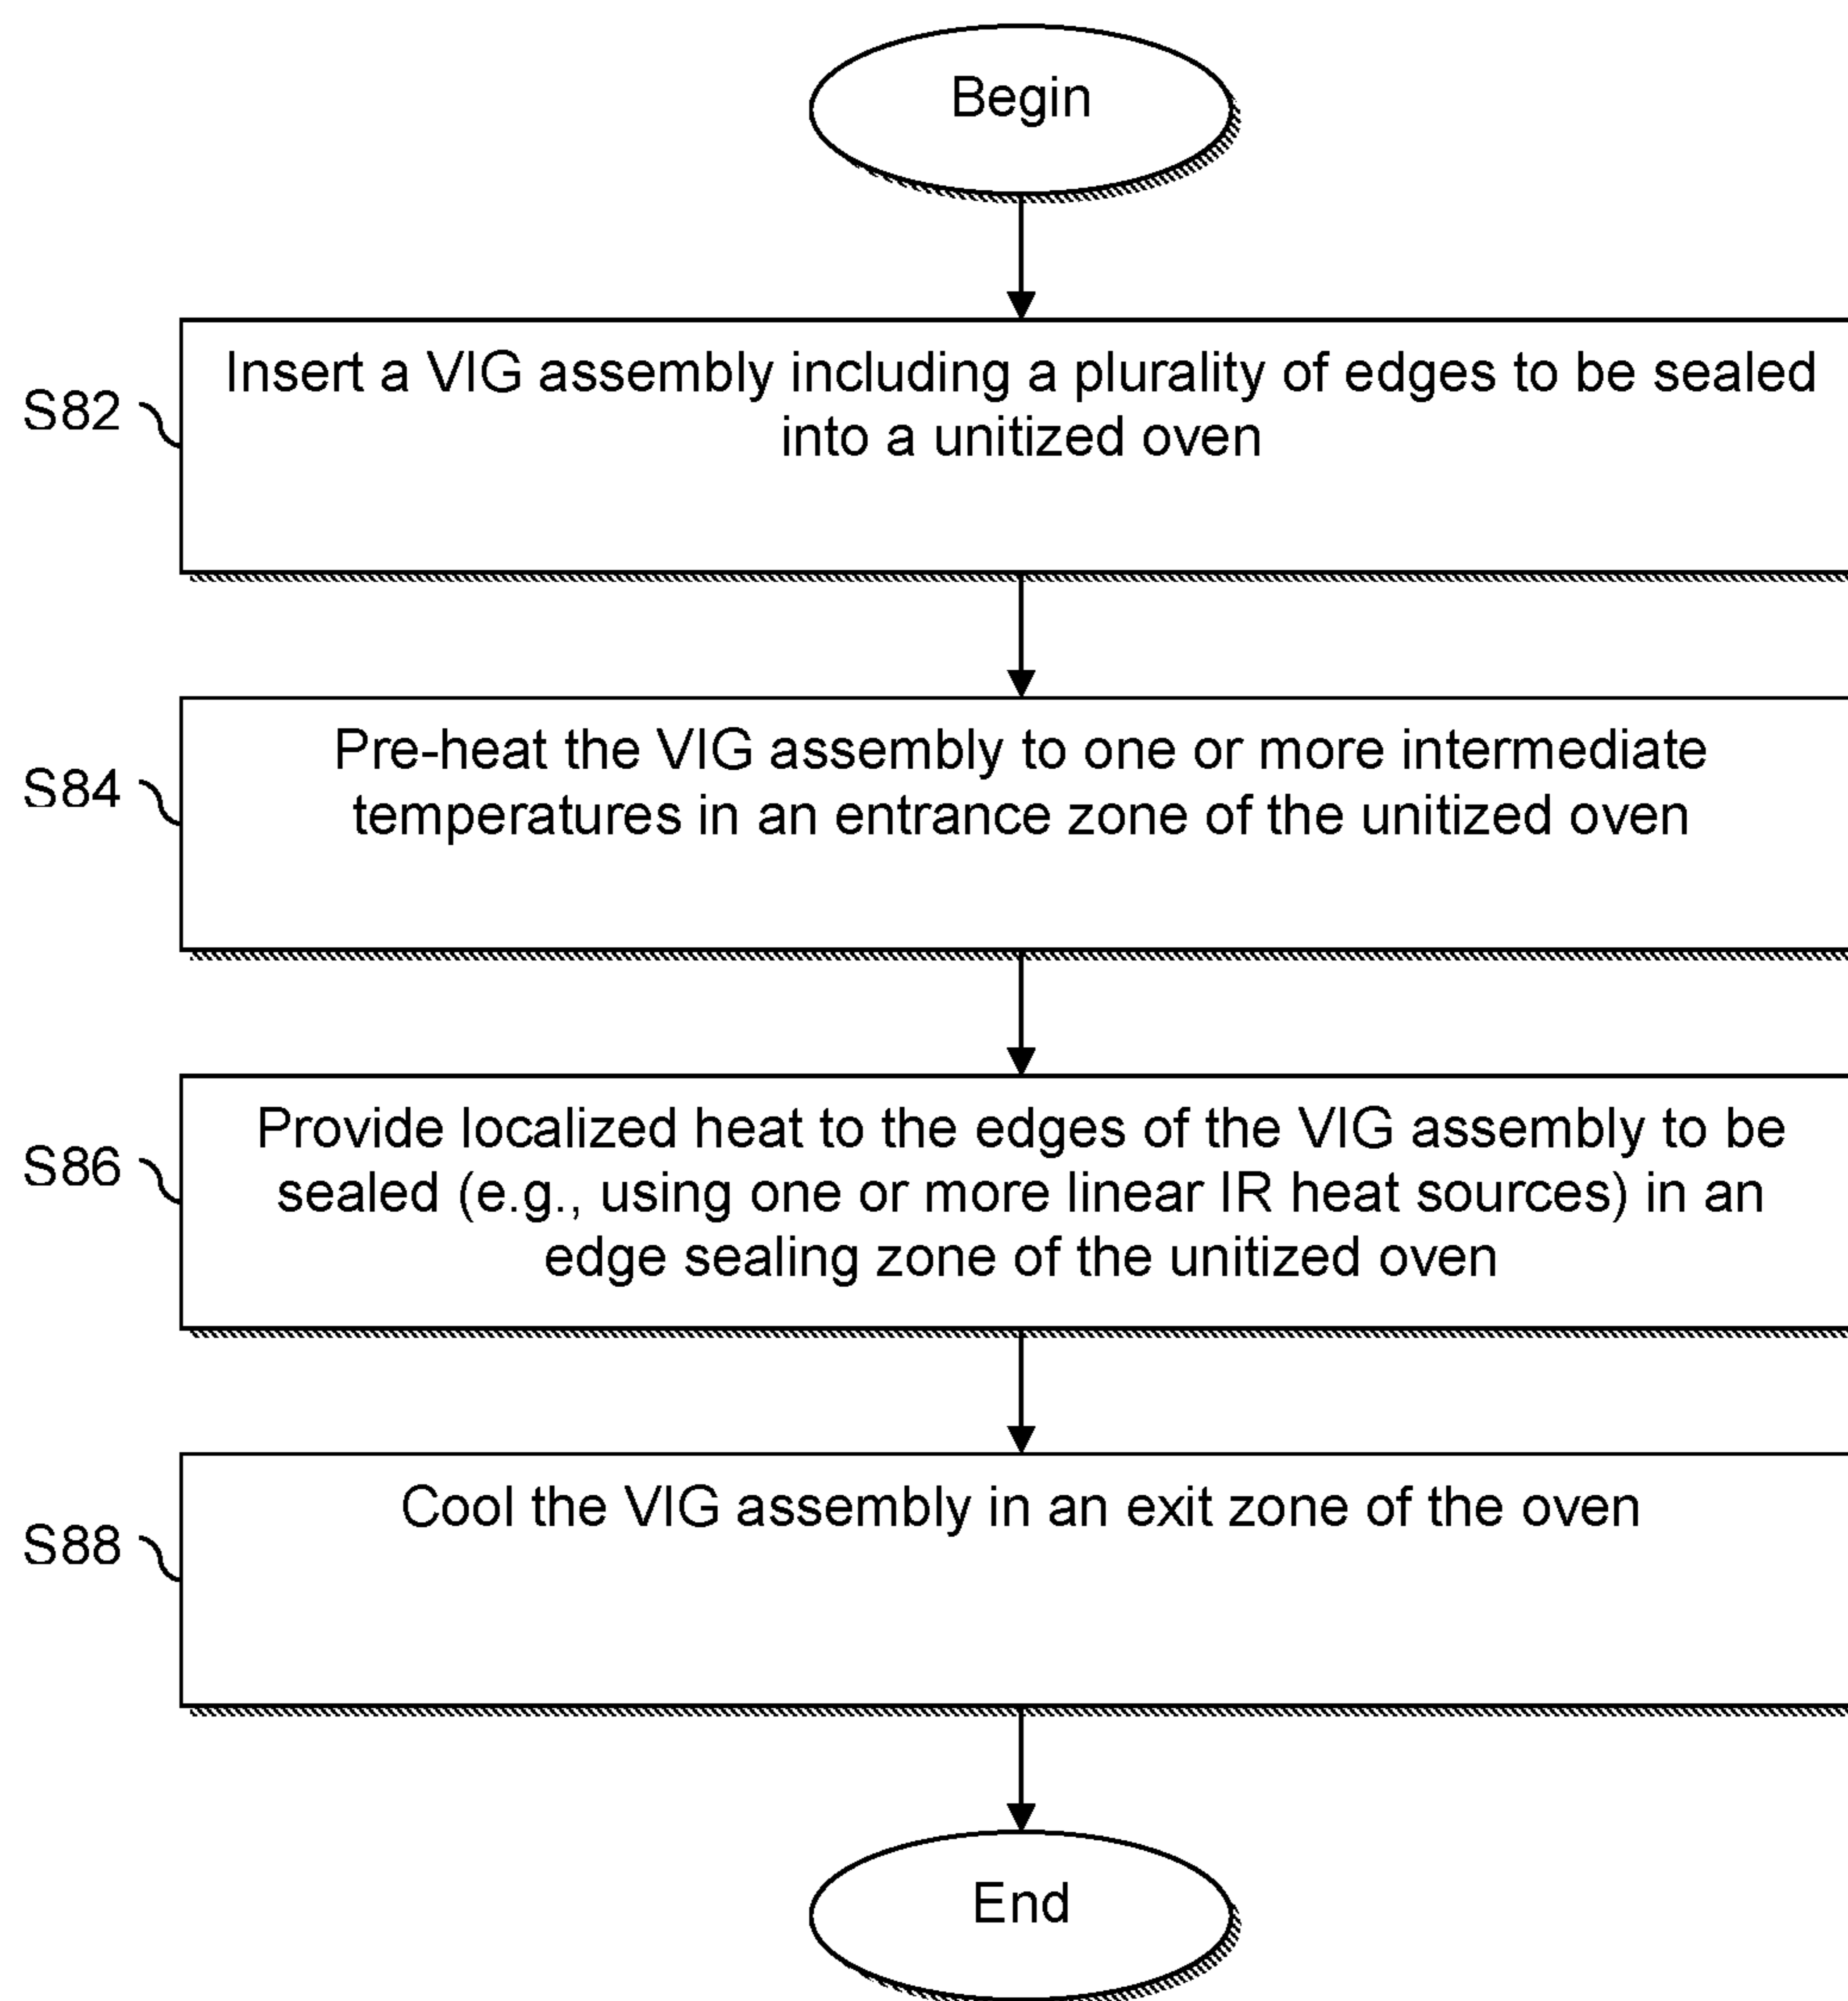 Begin
S82
Insert a VIG assembly including a plurality of edges to be sealed
into a unitized oven
S84
Pre-heat the VIG assembly to one or more intermediate
temperatures in an entrance zone of the unitized oven
S86
Provide localized heat to the edges of the VIG assembly to be
sealed (e.g., using one or more linear IR heat sources) in an
edge sealing zone of the unitized oven
S88
Cool the VIG assembly in an exit zone of the oven
End